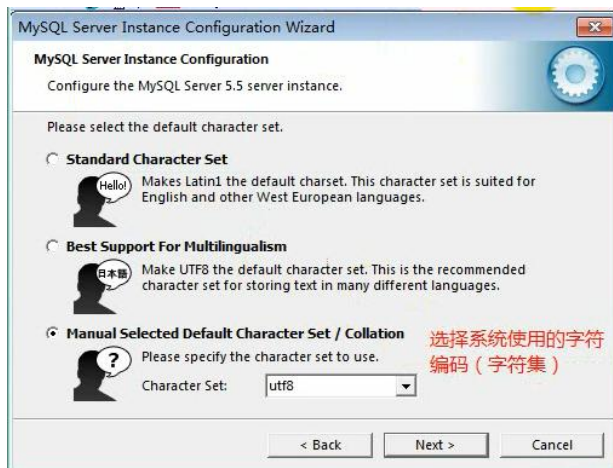 MySQL Server Instance Configuration Wizard
MySQL Server Instance Configuration
Configure the MySQL Server 5.5 server instance.
Please select the default character set.
Standard Character Set
Hello!
Makes Latin1 the default charset. This character set is suited for
English and other West European languages.
Best Support For Multilingualism
日本語
Make UTF8 the default character set. This is the recommended
character set for storing text in many different languages.
Manual Selected Default Character Set / Collation
?
Please specify the character set to use.
Character Set:
utf8
选择系统使用的字符
编码（字符集）
< Back
Next >
Cancel